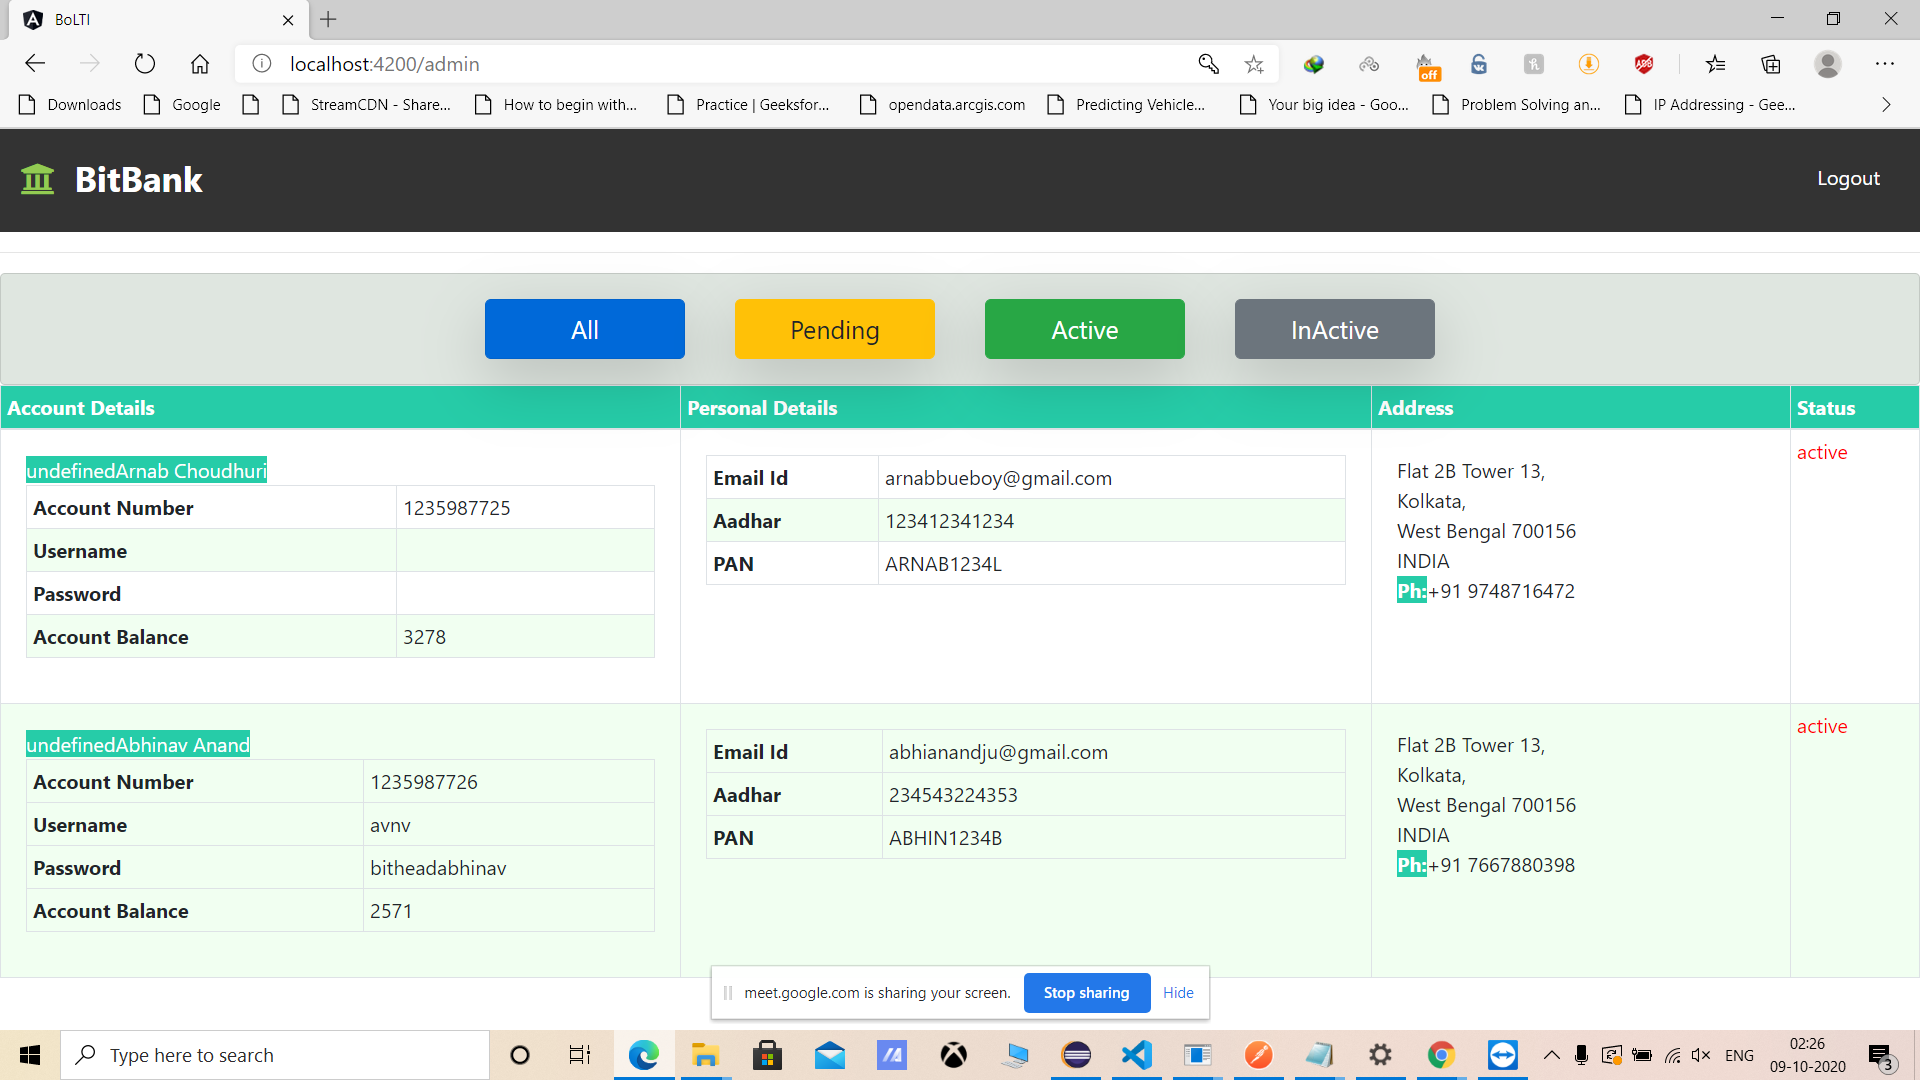 BoLTI
localhost:4200/admin
off
Downloads
Google
StreamCDN - Share...
How to begin with...
Practice | Geeksfor...
opendata.arcgis.com
Predicting Vehicle...
Your big idea - Goo...
Problem Solving an...
IP Addressing - Gee...
BitBank
Logout
All
Pending
Active
InActive
Account Details
Personal Details
Address
Status
undefinedArnab Choudhuri
Account Number 1235987725
Username
Password
Account Balance 3278
Email Id arnabbueboy@gmail.com
Aadhar 123412341234
PAN ARNAB1234L
Flat 2B Tower 13,
Kolkata,
West Bengal 700156
INDIA
Ph:+91 9748716472
active
undefinedAbhinav Anand
Account Number 1235987726
Username avnv
Password bitheadabhinav
Account Balance 2571
Email Id abhianandju@gmail.com
Aadhar 234543224353
PAN ABHIN1234B
Flat 2B Tower 13,
Kolkata,
West Bengal 700156
INDIA
Ph:+91 7667880398
active
meet.google.com is sharing your screen.
Stop sharing
Hide
Type here to search
ENG
02:26
09-10-2020
3